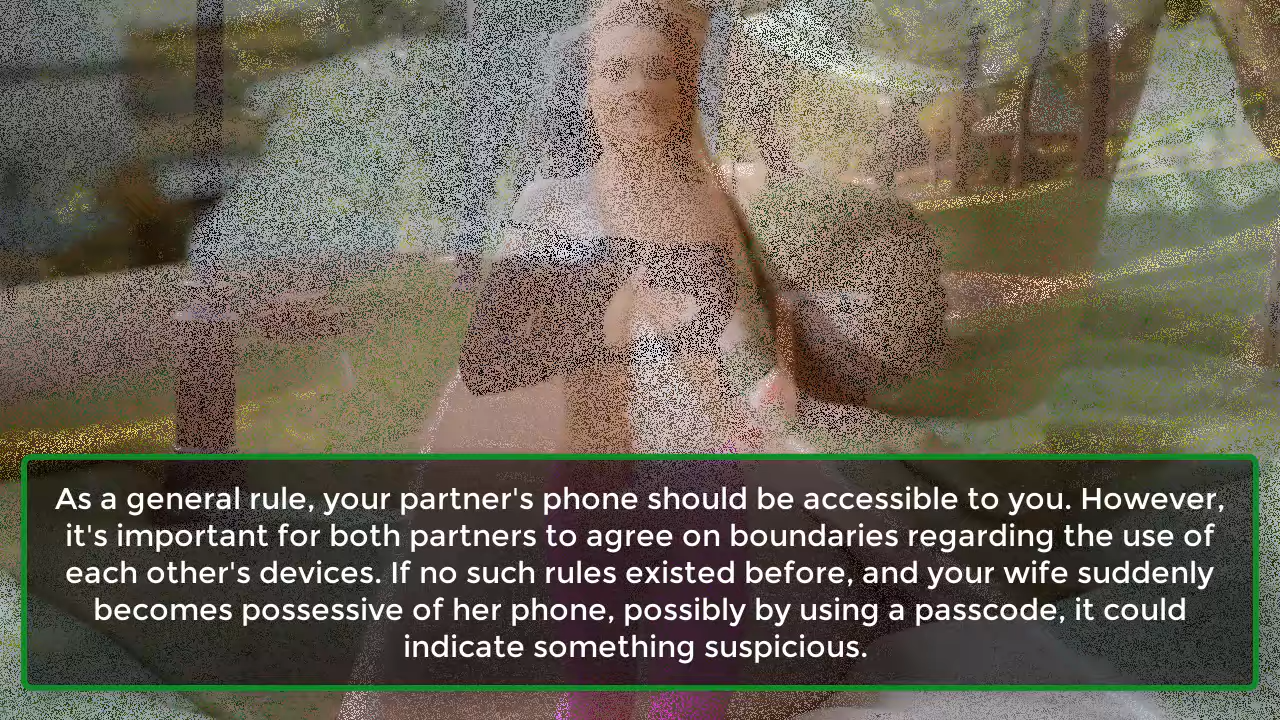 As a general rule, your partner's phone should be accessible to you. However,
it's important for both partners to agree on boundaries regarding the use of
each other's devices. If no such rules existed before, and your wife suddenly
becomes possessive of her phone, possibly by using a passcode, it could
indicate something suspicious.